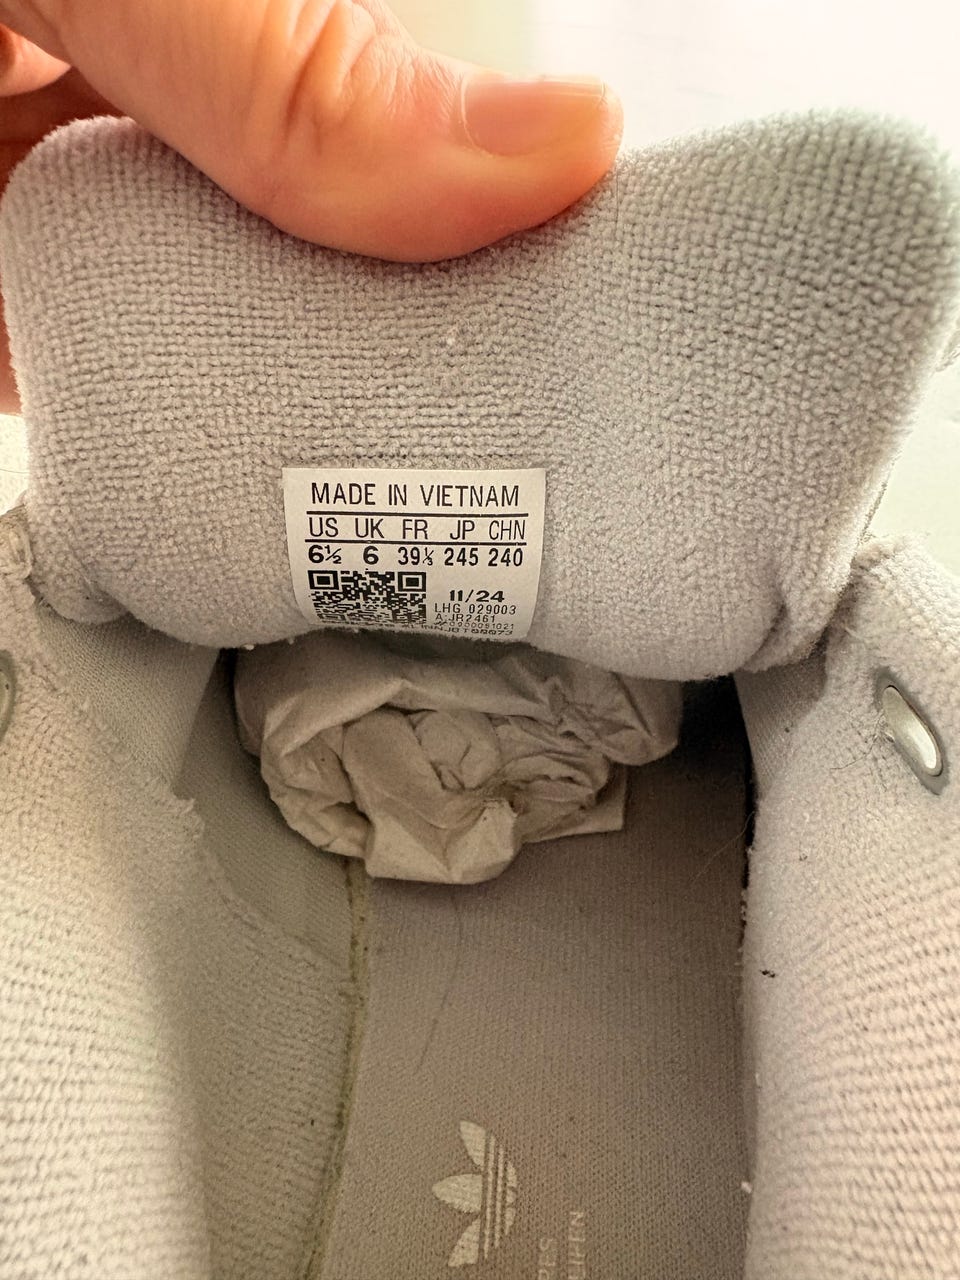 MADE IN VIETNAM
US UK FR JP CHN
6½ 6 39⅓ 245 240
11/24
LHG 029003
A.JR2461